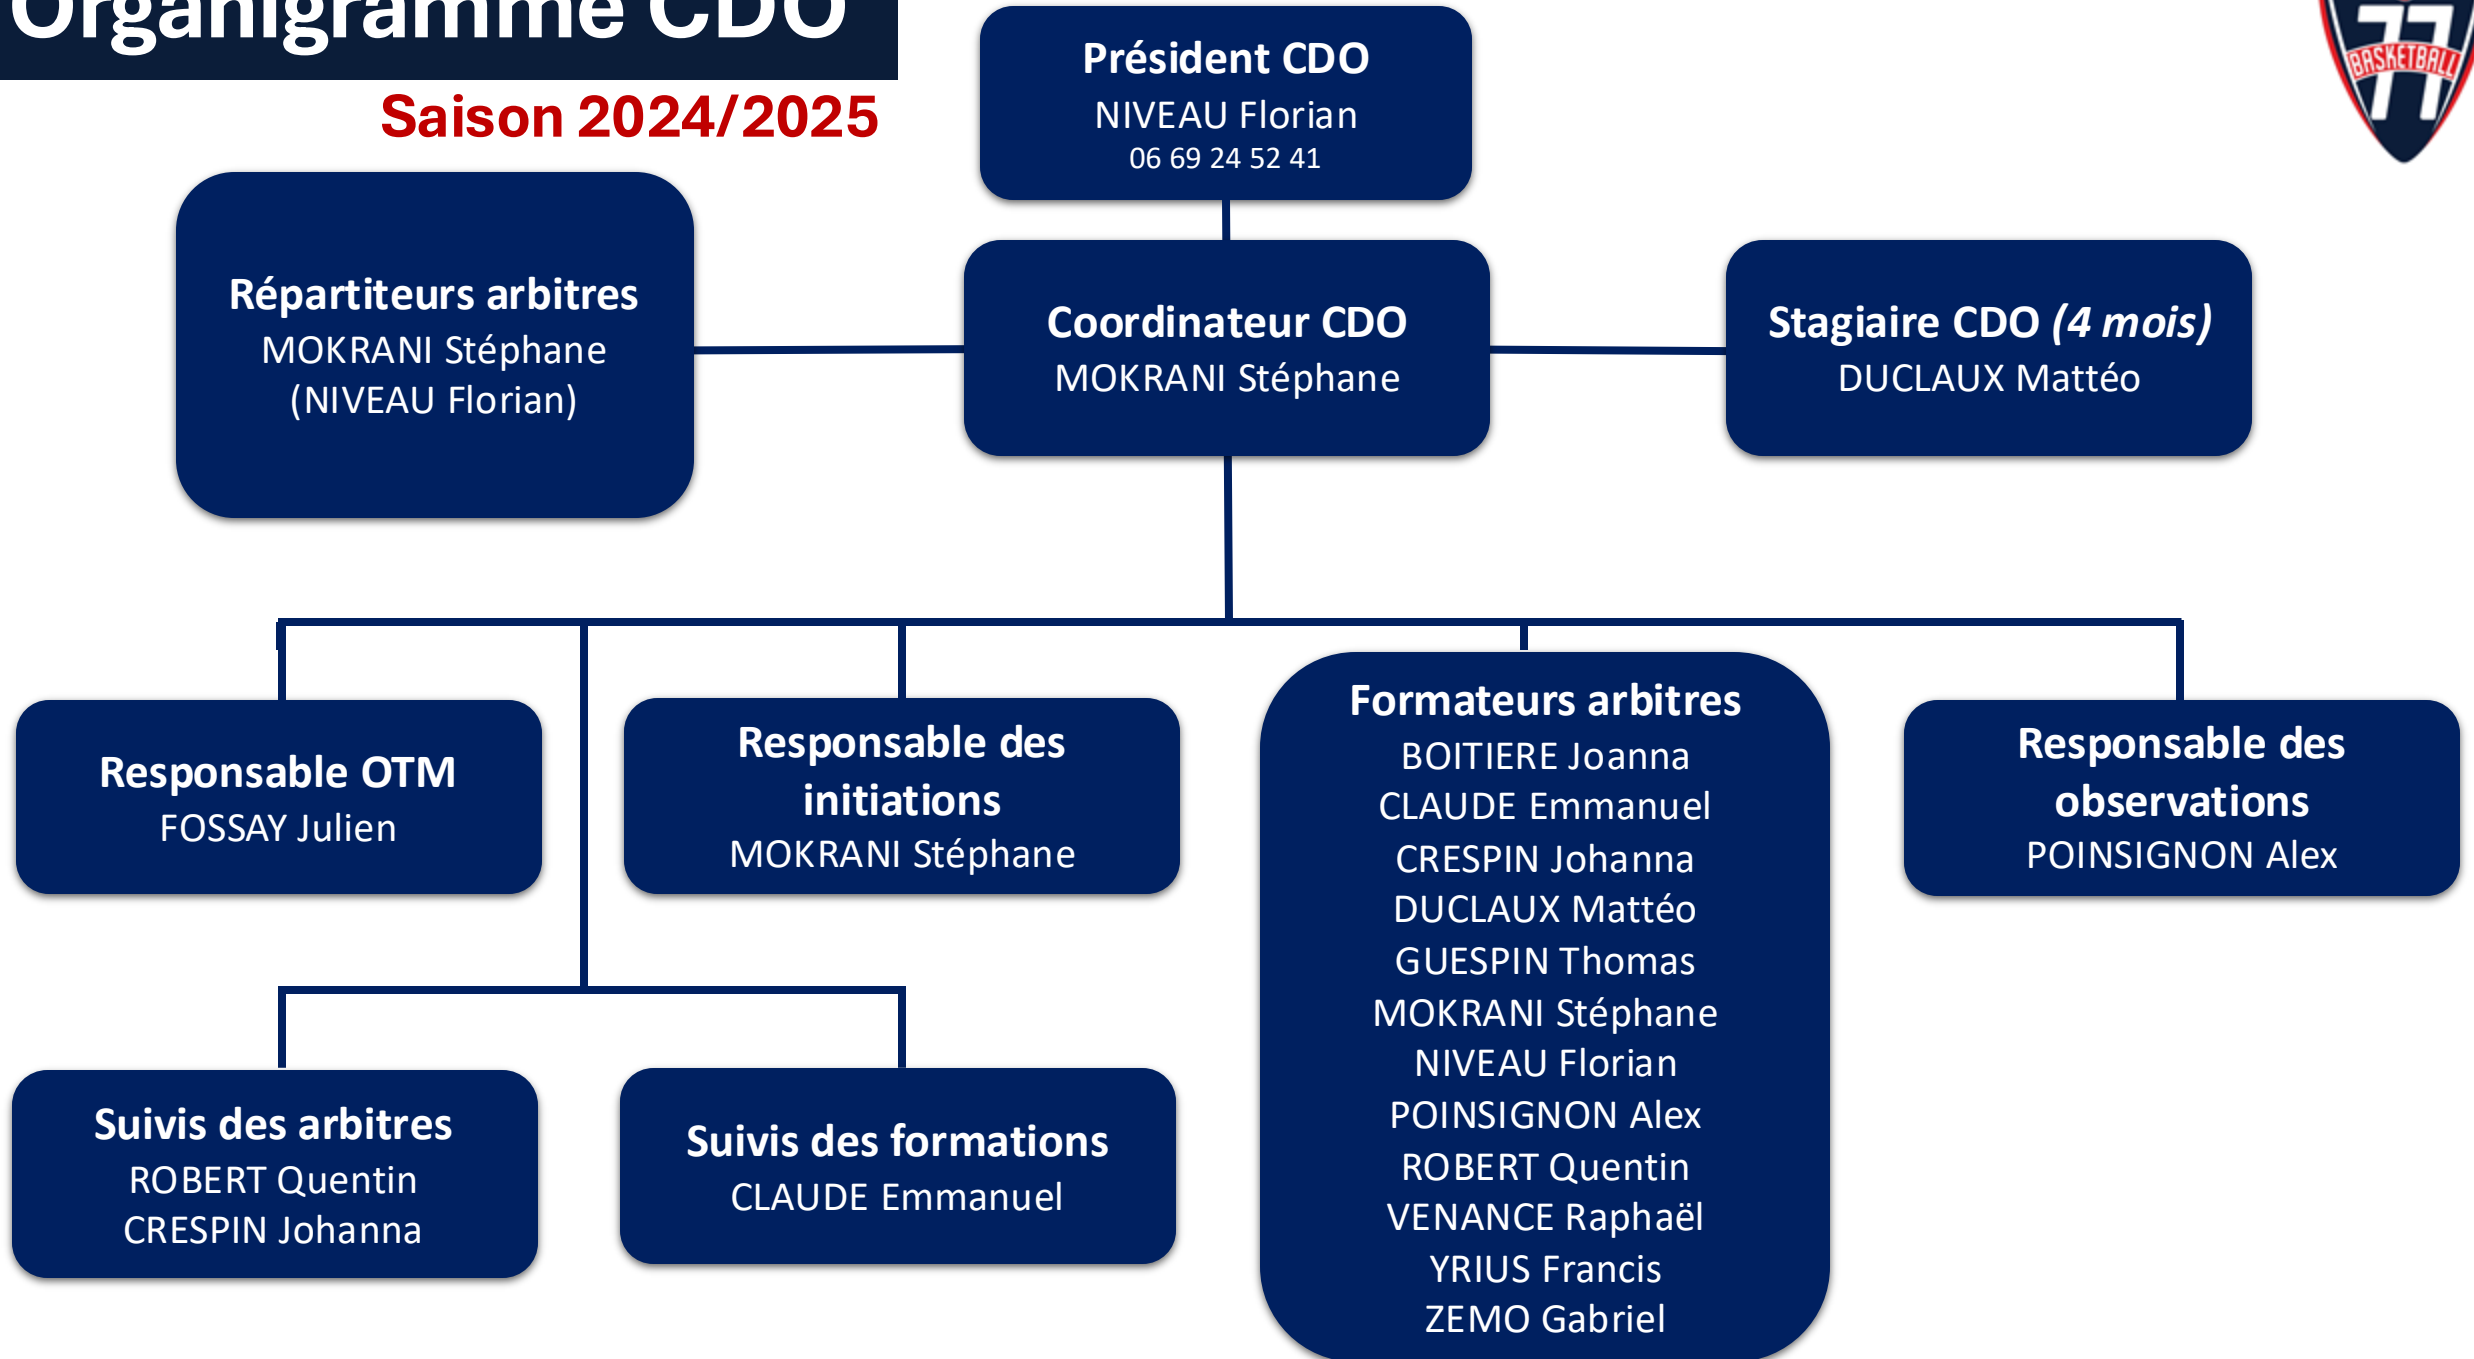 Organigramme CDO
Saison 2024/2025
77
BASKETBALL
Président CDO
NIVEAU Florian
06 69 24 52 41
Répartiteurs arbitres
MOKRANI Stéphane
(NIVEAU Florian)
Coordinateur CDO
MOKRANI Stéphane
Stagiaire CDO (4 mois)
DUCLAUX Mattéo
Responsable OTM
FOSSAY Julien
Responsable des
initiations
MOKRANI Stéphane
Formateurs arbitres
BOITIERE Joanna
CLAUDE Emmanuel
CRESPIN Johanna
DUCLAUX Mattéo
GUESPIN Thomas
MOKRANI Stéphane
NIVEAU Florian
POINSIGNON Alex
ROBERT Quentin
VENANCE Raphaël
YRIUS Francis
ZEMO Gabriel
Responsable des
observations
POINSIGNON Alex
Suivis des arbitres
ROBERT Quentin
CRESPIN Johanna
Suivis des formations
CLAUDE Emmanuel